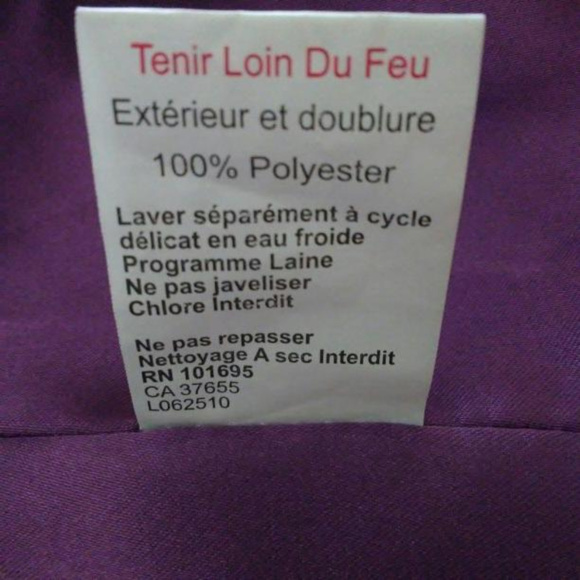 Tenir Loin Du Feu
Extérieur et doublure
100% Polyester
Laver séparément à cycle
délicat en eau froide
Programme Laine
Ne pas javeliser
Chlore Interdit
Ne pas repasser
Nettoyage A sec Interdit
RN 101695
CA 37655
L062510